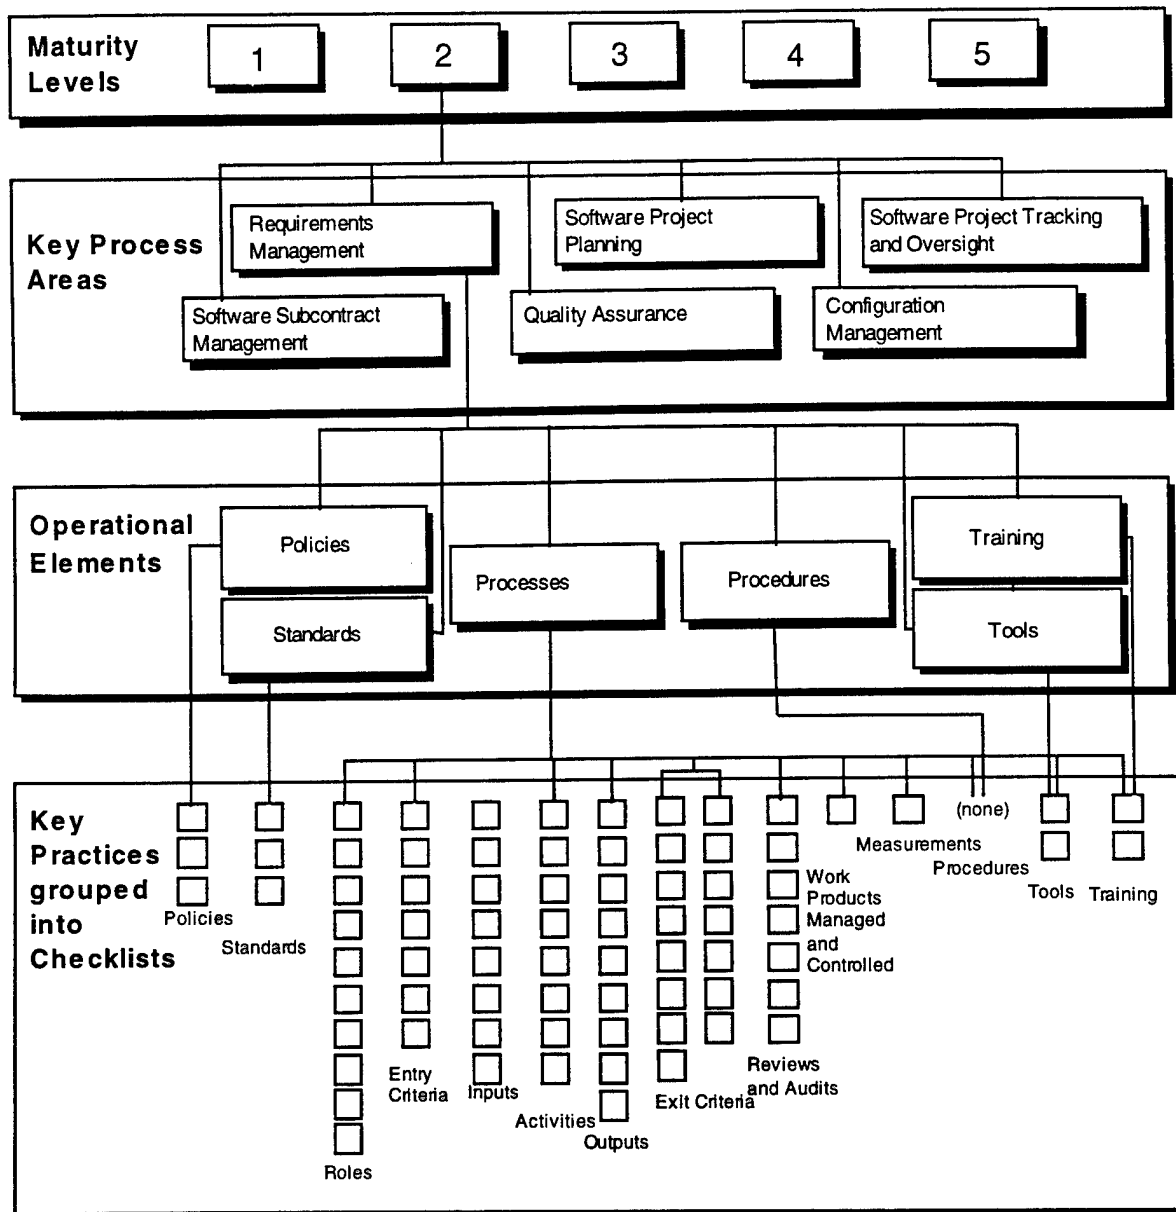 Maturity
Levels
1
2
3
4
5
Key Process
Areas
Requirements
Management
Software Project
Planning
Software Project Tracking
and Oversight
Software Subcontract
Management
Quality Assurance
Configuration
Management
Operational
Elements
Policies
Standards
Processes
Procedures
Training
Tools
Key
Practices
grouped
into
Checklists
Policies
Standards
Roles
Entry
Criteria
Inputs
Activities
Outputs
Exit Criteria
Reviews
and Audits
Work
Products
Managed
and
Controlled
Measurements
(none)
Procedures
Tools
Training